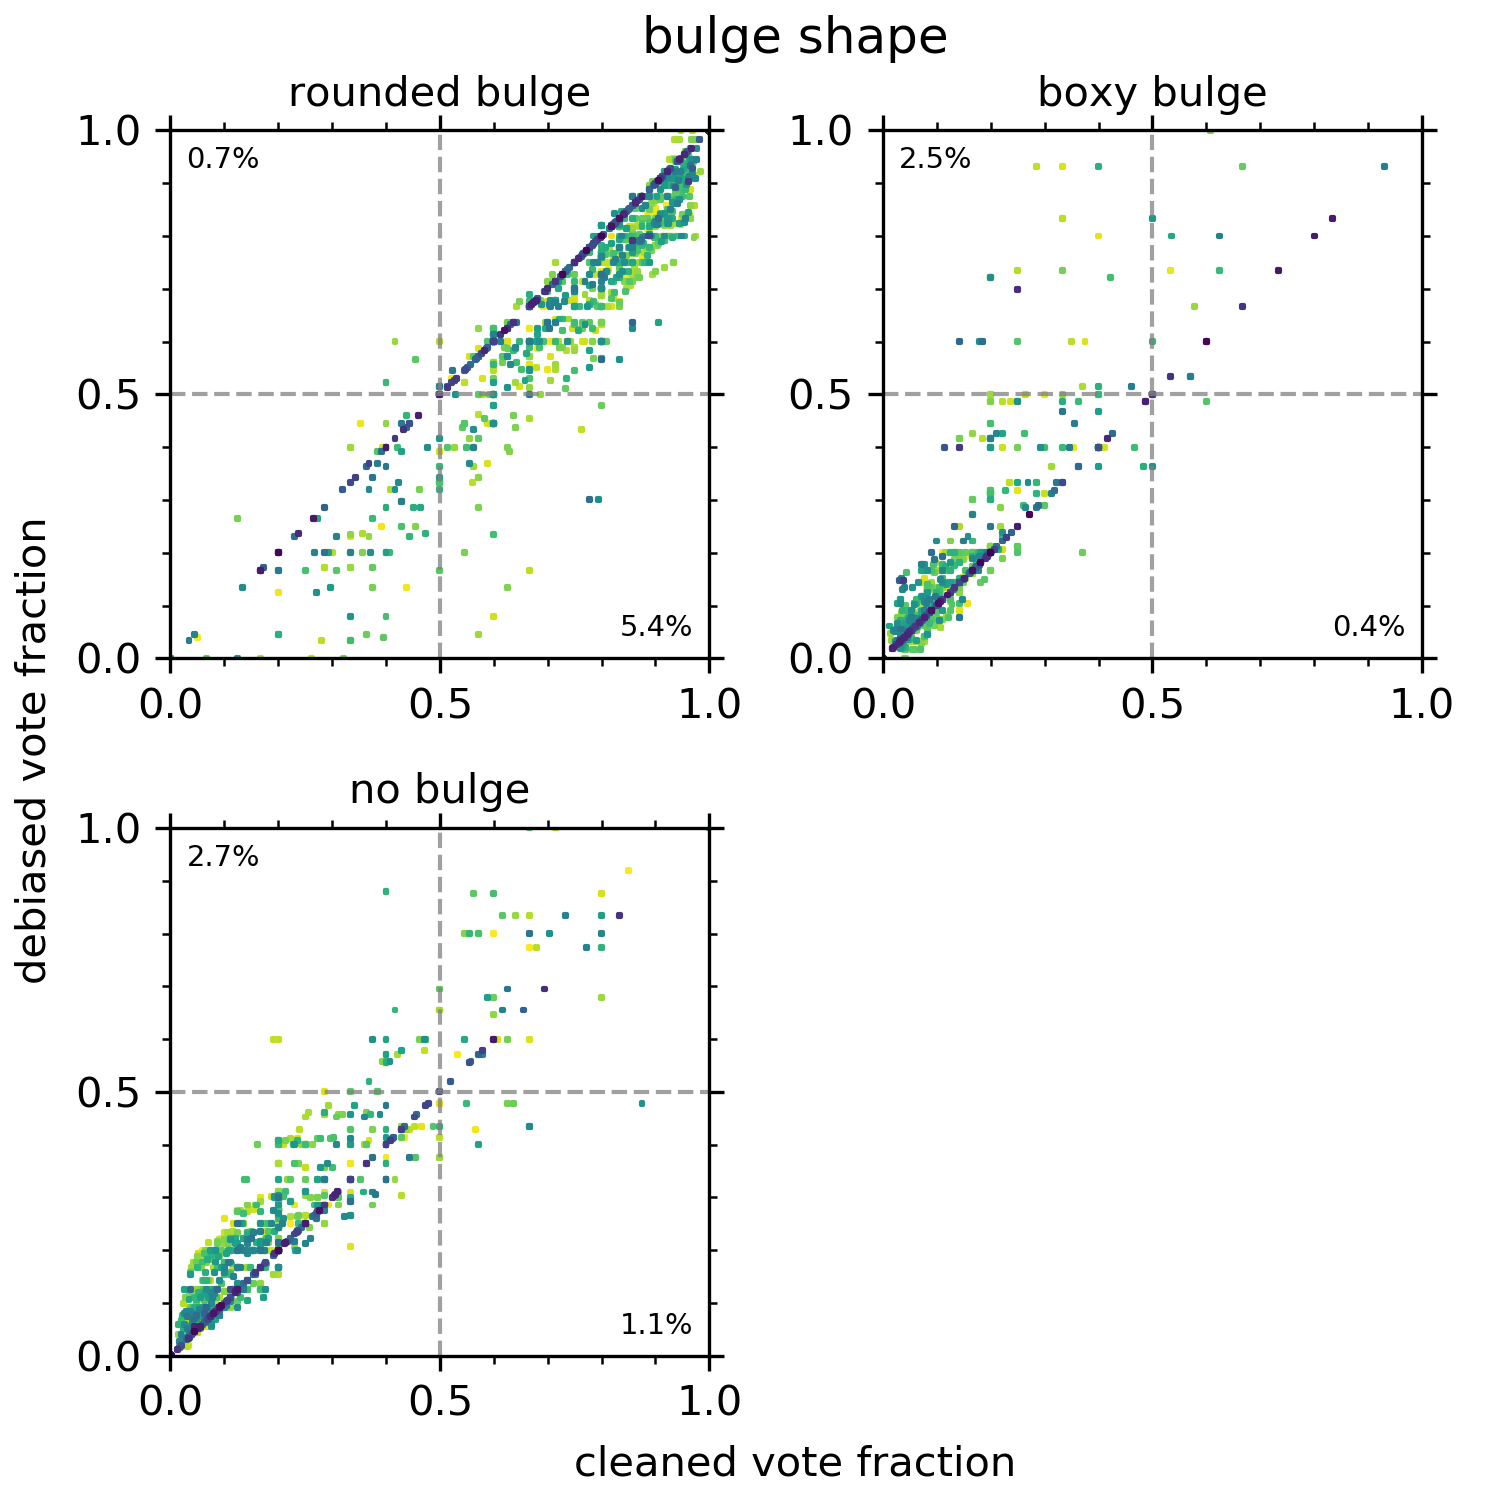 bulge shape
rounded bulge
boxy bulge
1.0
0.7%
0.5
5.4%
0.0
0.0 0.5 1.0
1.0
2.5%
0.5
0.4%
0.0
0.0 0.5 1.0
no bulge
1.0
2.7%
0.5
1.1%
0.0
0.0 0.5 1.0
debiased vote fraction
cleaned vote fraction